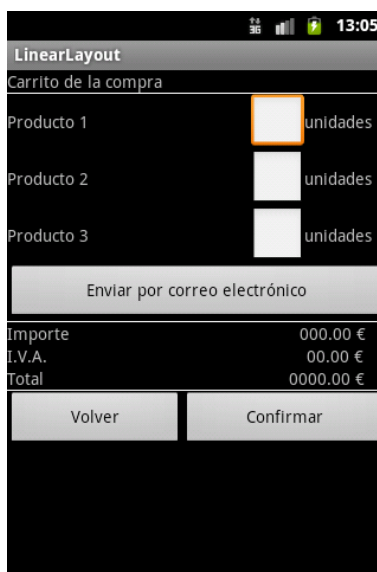 3G 13:05
LinearLayout
Carrito de la compra
Producto 1 unidades
Producto 2 unidades
Producto 3 unidades
Enviar por correo electrónico
Importe 000.00 €
I.V.A. 00.00 €
Total 0000.00 €
Volver Confirmar